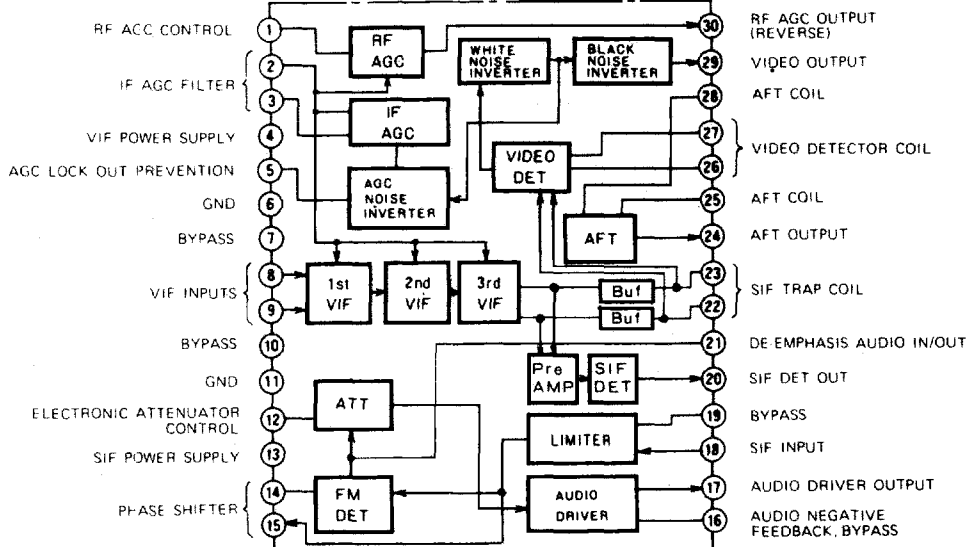 RF ACC CONTROL
1
2
IF AGC FILTER
3
VIF POWER SUPPLY
4
AGC LOCK OUT PREVENTION
5
GND
6
BYPASS
7
8
VIF INPUTS
9
BYPASS
10
GND
11
ELECTRONIC ATTENUATOR
CONTROL
12
SIF POWER SUPPLY
13
14
PHASE SHIFTER
15
RF
AGC
IF
AGC
AGC
NOISE
INVERTER
WHITE
NOISE
INVERTER
BLACK
NOISE
INVERTER
VIDEO
DET
AFT
1st
VIF
2nd
VIF
3rd
VIF
Buf
Buf
Pre
AMP
SIF
DET
ATT
LIMITER
FM
DET
AUDIO
DRIVER
30
RF AGC OUTPUT
(REVERSE)
29
VIDEO OUTPUT
28
AFT COIL
27
VIDEO DETECTOR COIL
26
25
AFT COIL
24
AFT OUTPUT
23
SIF TRAP COIL
22
21
DE-EMPHASIS AUDIO IN/OUT
20
SIF DET OUT
19
BYPASS
18
SIF INPUT
17
AUDIO DRIVER OUTPUT
16
AUDIO NEGATIVE
FEEDBACK, BYPASS